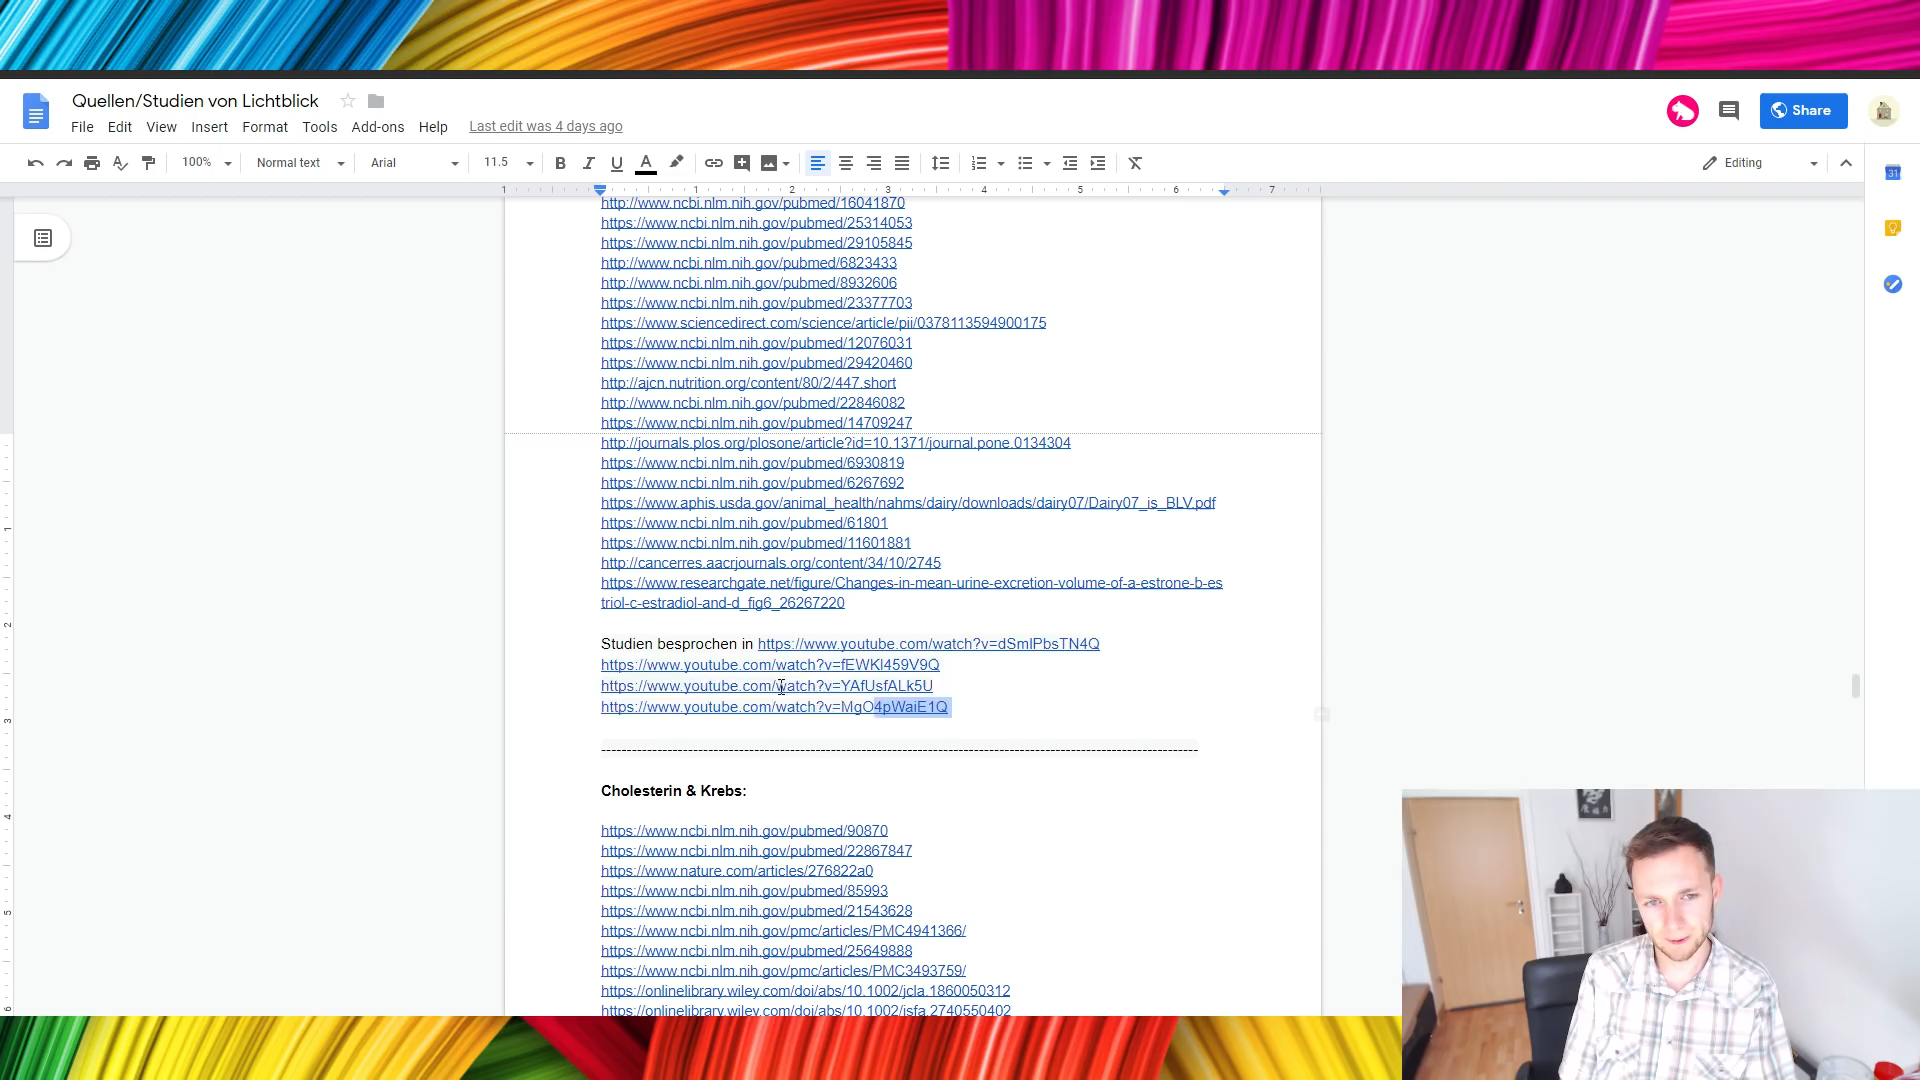 Quellen/Studien von Lichtblick
File Edit View Insert Format Tools Add-ons Help Last edit was 4 days ago
Share
100% Normal text Arial 11.5 Editing
1 1 2 3 4 5 6 7
http://www.ncbi.nlm.nih.gov/pubmed/16041870
https://www.ncbi.nlm.nih.gov/pubmed/25314053
https://www.ncbi.nlm.nih.gov/pubmed/29105845
http://www.ncbi.nlm.nih.gov/pubmed/6823433
http://www.ncbi.nlm.nih.gov/pubmed/8932606
https://www.ncbi.nlm.nih.gov/pubmed/23377703
https://www.sciencedirect.com/science/article/pii/0378113594900175
https://www.ncbi.nlm.nih.gov/pubmed/12076031
https://www.ncbi.nlm.nih.gov/pubmed/29420460
http://ajcn.nutrition.org/content/80/2/447.short
http://www.ncbi.nlm.nih.gov/pubmed/22846082
https://www.ncbi.nlm.nih.gov/pubmed/14709247
http://journals.plos.org/plosone/article?id=10.1371/journal.pone.0134304
https://www.ncbi.nlm.nih.gov/pubmed/6930819
https://www.ncbi.nlm.nih.gov/pubmed/6267692
https://www.aphis.usda.gov/animal_health/nahms/dairy/downloads/dairy07/Dairy07_is_BLV.pdf
https://www.ncbi.nlm.nih.gov/pubmed/61801
https://www.ncbi.nlm.nih.gov/pubmed/11601881
http://cancerres.aacrjournals.org/content/34/10/2745
https://www.researchgate.net/figure/Changes-in-mean-urine-excretion-volume-of-a-estrone-b-es
triol-c-estradiol-and-d_fig6_26267220
Studien besprochen in https://www.youtube.com/watch?v=dSmlPbsTN4Q
https://www.youtube.com/watch?v=fEWKl459V9Q
https://www.youtube.com/watch?v=YAfUsfALk5U
https://www.youtube.com/watch?v=MgO4pWaiE1Q
Cholesterin & Krebs:
https://www.ncbi.nlm.nih.gov/pubmed/90870
https://www.ncbi.nlm.nih.gov/pubmed/22867847
https://www.nature.com/articles/276822a0
https://www.ncbi.nlm.nih.gov/pubmed/85993
https://www.ncbi.nlm.nih.gov/pubmed/21543628
https://www.ncbi.nlm.nih.gov/pmc/articles/PMC4941366/
https://www.ncbi.nlm.nih.gov/pubmed/25649888
https://www.ncbi.nlm.nih.gov/pmc/articles/PMC3493759/
https://onlinelibrary.wiley.com/doi/abs/10.1002/jcla.1860050312
https://onlinelibrary.wiley.com/doi/abs/10.1002/jsfa.2740550402